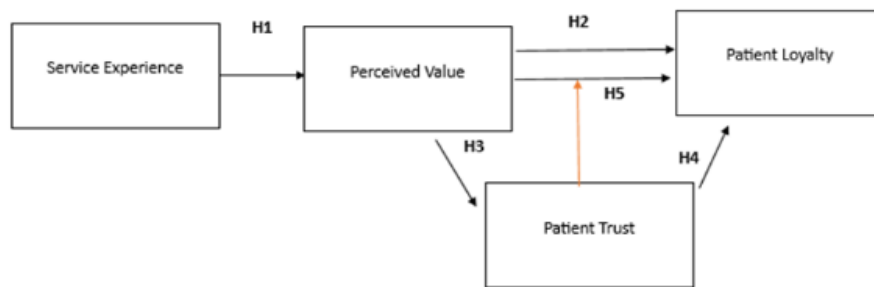 H1
H2
Service Experience
Perceived Value
Patient Loyalty
H5
H3
H4
Patient Trust